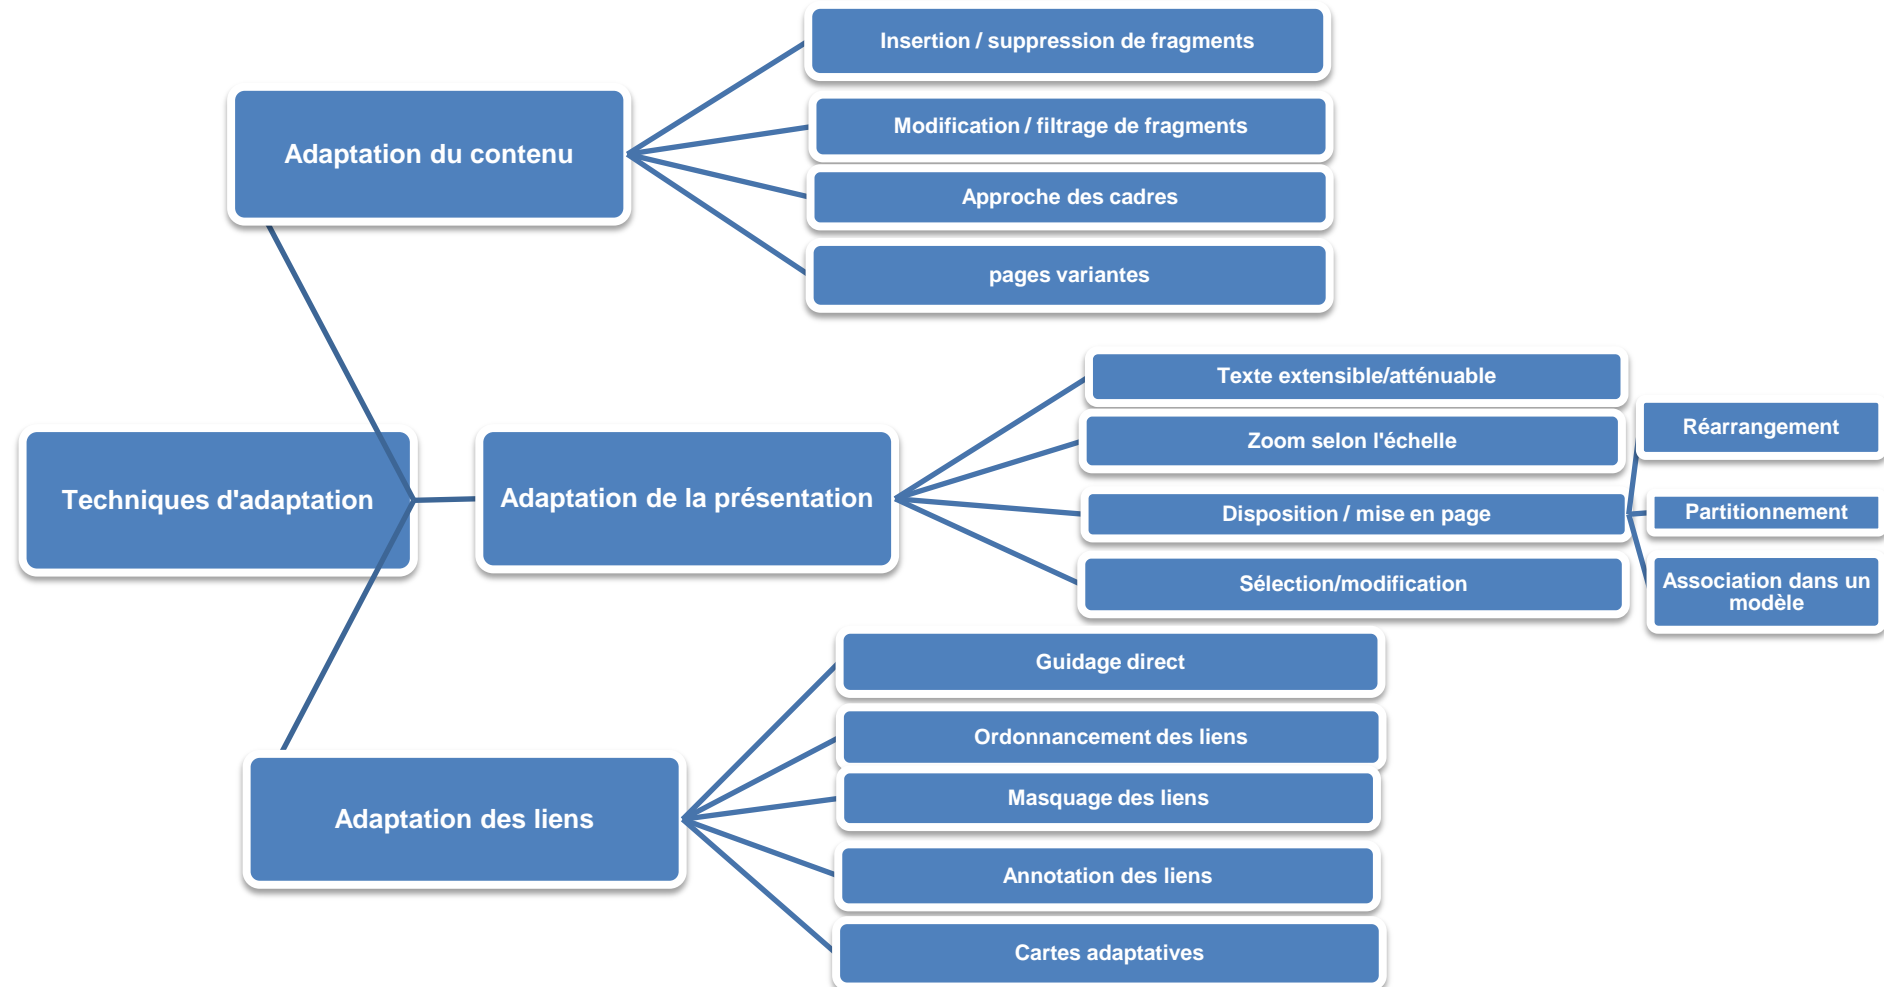 Techniques d'adaptation
Adaptation du contenu
Insertion / suppression de fragments
Modification / filtrage de fragments
Approche des cadres
pages variantes
Adaptation de la présentation
Texte extensible/atténuable
Zoom selon l'échelle
Disposition / mise en page
Réarrangement
Partitionnement
Association dans un
modèle
Sélection/modification
Adaptation des liens
Guidage direct
Ordonnancement des liens
Masquage des liens
Annotation des liens
Cartes adaptatives